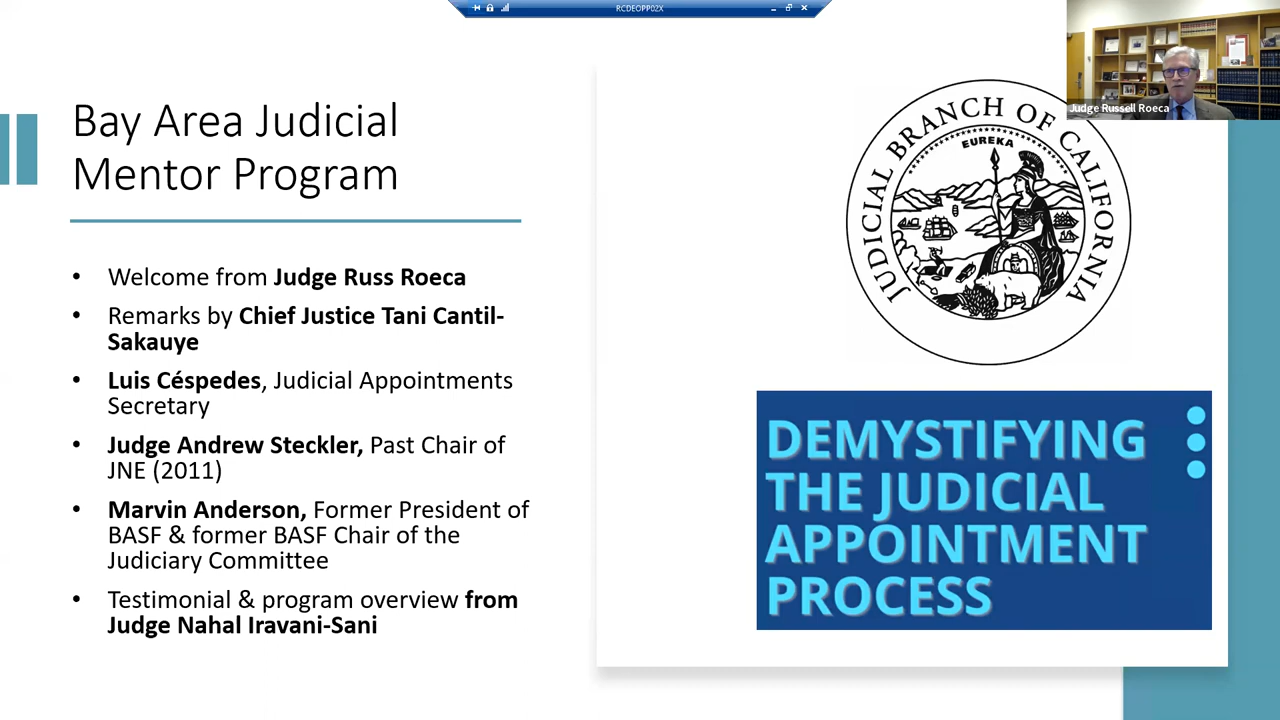 RCDEOPP02X
Judge Russell Roeca
Bay Area Judicial
Mentor Program
• Welcome from Judge Russ Roeca
• Remarks by Chief Justice Tani Cantil-
Sakauye
• Luis Céspedes, Judicial Appointments
Secretary
• Judge Andrew Steckler, Past Chair of
JNE (2011)
• Marvin Anderson, Former President of
BASF & former BASF Chair of the
Judiciary Committee
• Testimonial & program overview from
Judge Nahal Iravani-Sani
JUDICIAL BRANCH OF CALIFORNIA
EUREKA
DEMYSTIFYING
THE JUDICIAL
APPOINTMENT
PROCESS